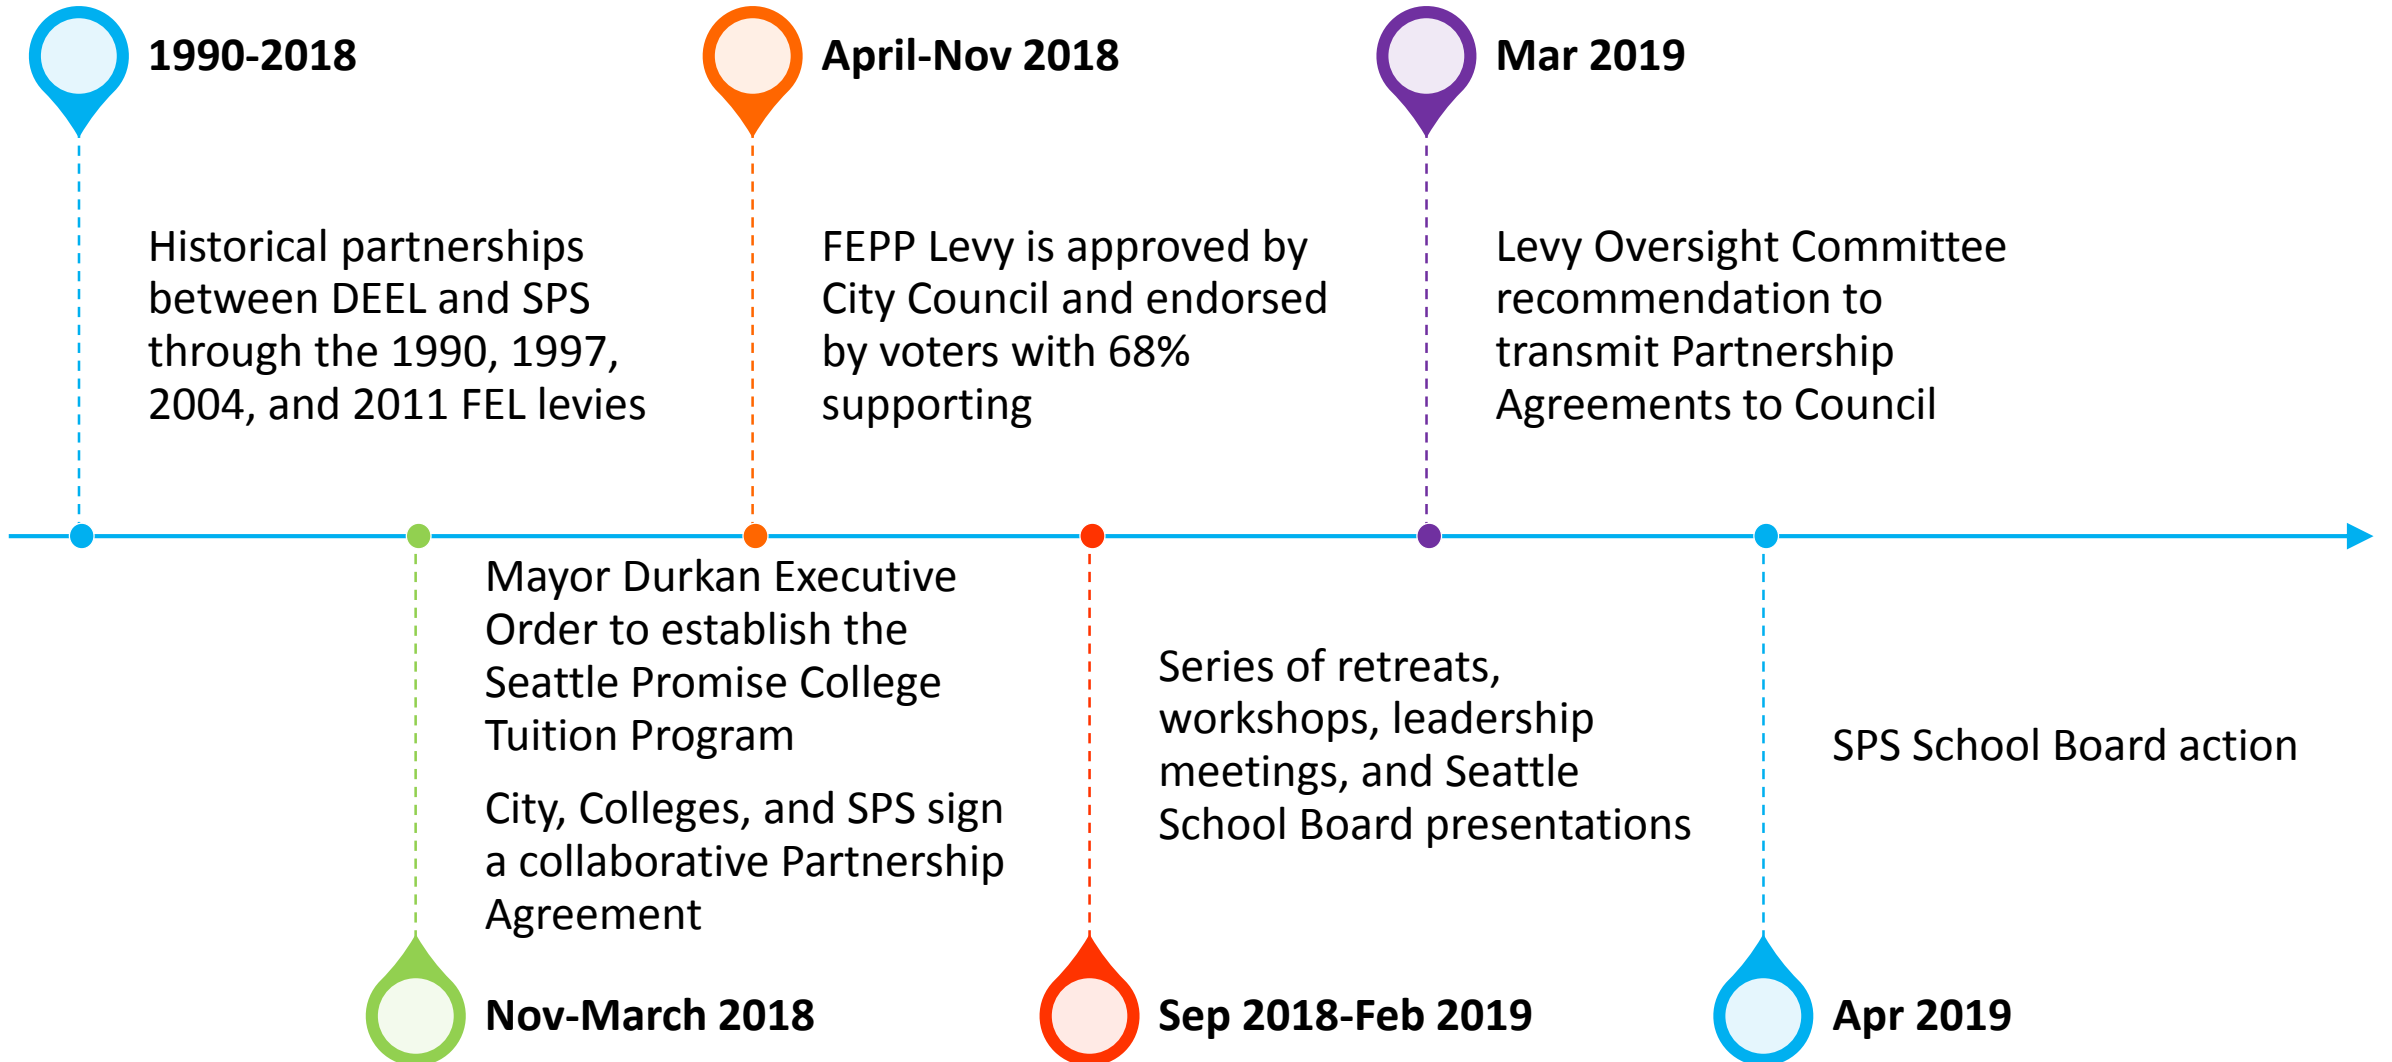 1990-2018
Historical partnerships
between DEEL and SPS
through the 1990, 1997,
2004, and 2011 FEL levies
Mayor Durkan Executive
Order to establish the
Seattle Promise College
Tuition Program
City, Colleges, and SPS sign
a collaborative Partnership
Agreement
Nov-March 2018
April-Nov 2018
FEPP Levy is approved by
City Council and endorsed
by voters with 68%
supporting
Series of retreats,
workshops, leadership
meetings, and Seattle
School Board presentations
Sep 2018-Feb 2019
Mar 2019
Levy Oversight Committee
recommendation to
transmit Partnership
Agreements to Council
SPS School Board action
Apr 2019